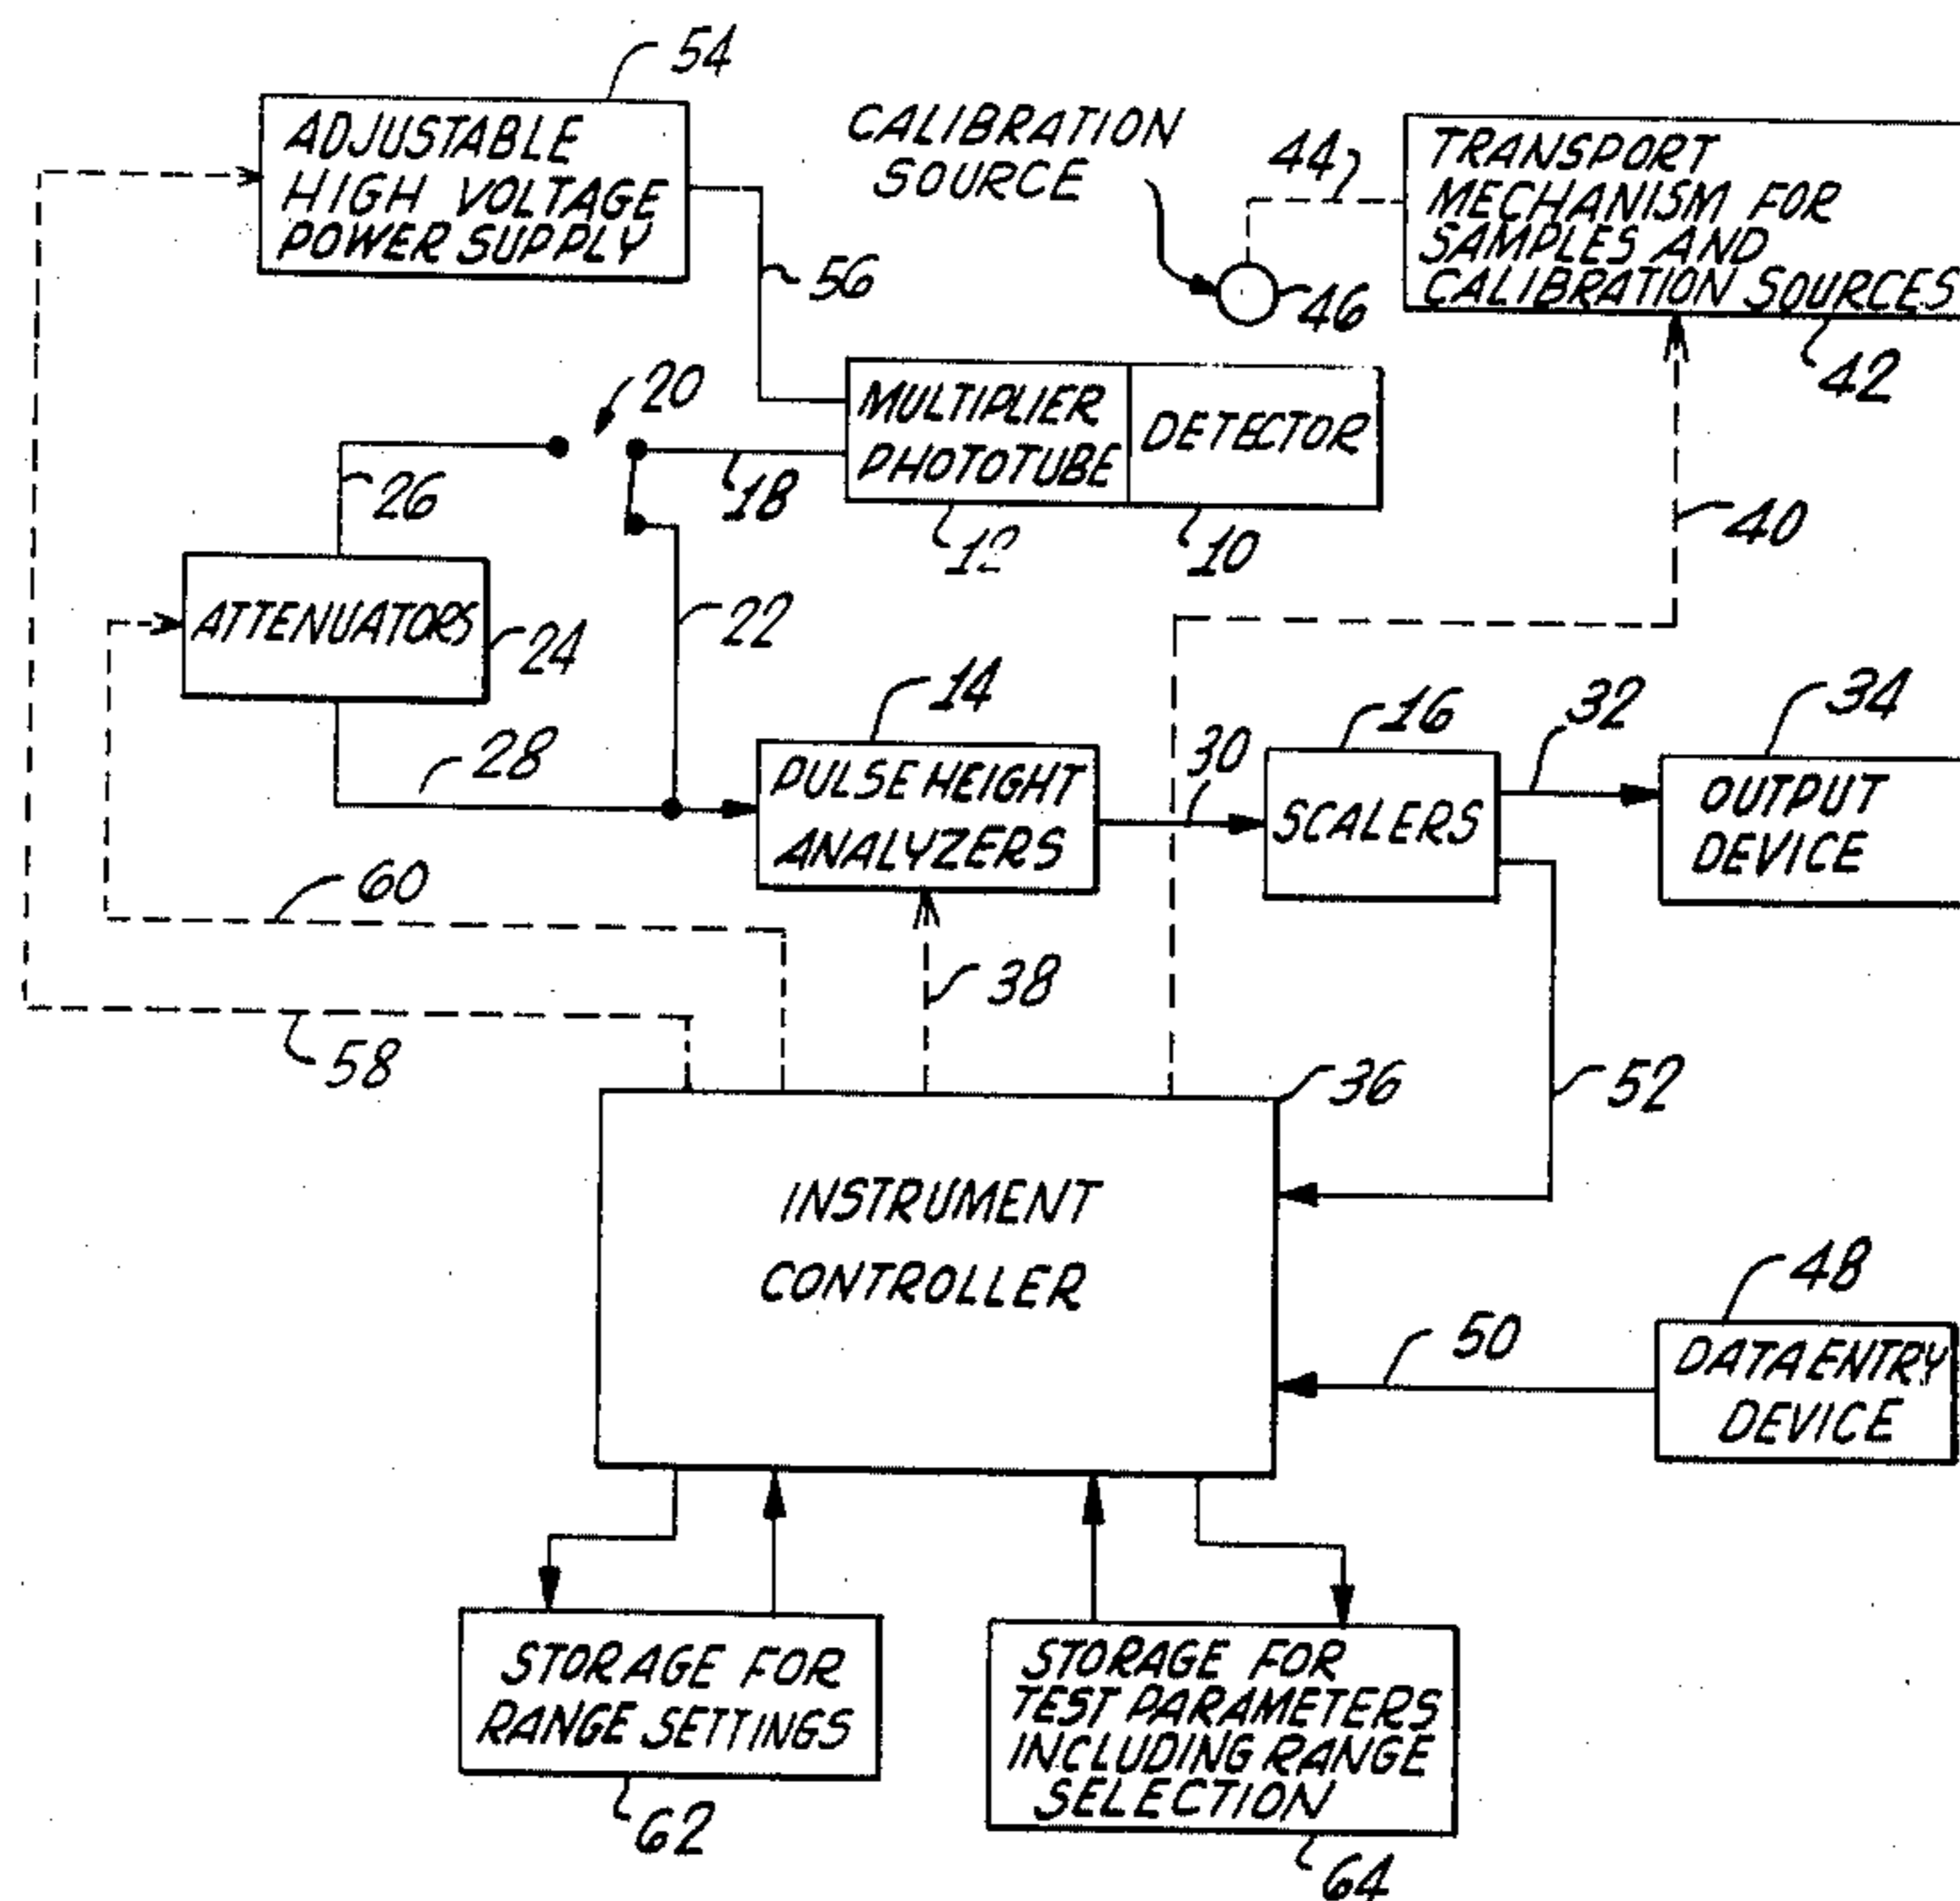 54
ADJUSTABLE
HIGH VOLTAGE
POWER SUPPLY
CALIBRATION
SOURCE
44
TRANSPORT
MECHANISM FOR
SAMPLES AND
CALIBRATION SOURCES
56
46
42
20
MULTIPLIER
PHOTOTUBE
DETECTOR
26
18
12
10
40
ATTENUATORS
24
22
14
16
32
34
28
30
PULSE HEIGHT
ANALYZERS
SCALERS
OUTPUT
DEVICE
60
38
58
36
52
INSTRUMENT
CONTROLLER
48
50
DATA ENTRY
DEVICE
STORAGE FOR
RANGE SETTINGS
STORAGE FOR
TEST PARAMETERS
INCLUDING RANGE
SELECTION
62
64